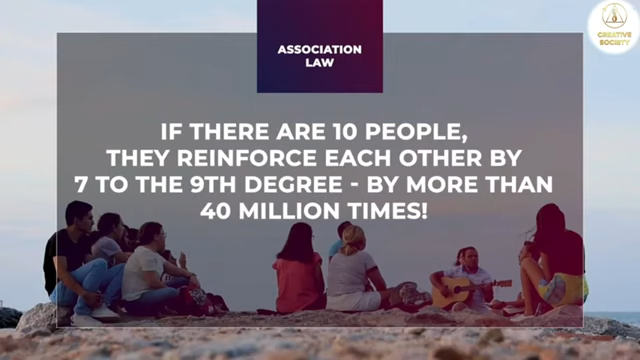 ASSOCIATION
LAW
CREATIVE
SOCIETY
IF THERE ARE 10 PEOPLE,
THEY REINFORCE EACH OTHER BY
7 TO THE 9TH DEGREE - BY MORE THAN
40 MILLION TIMES!